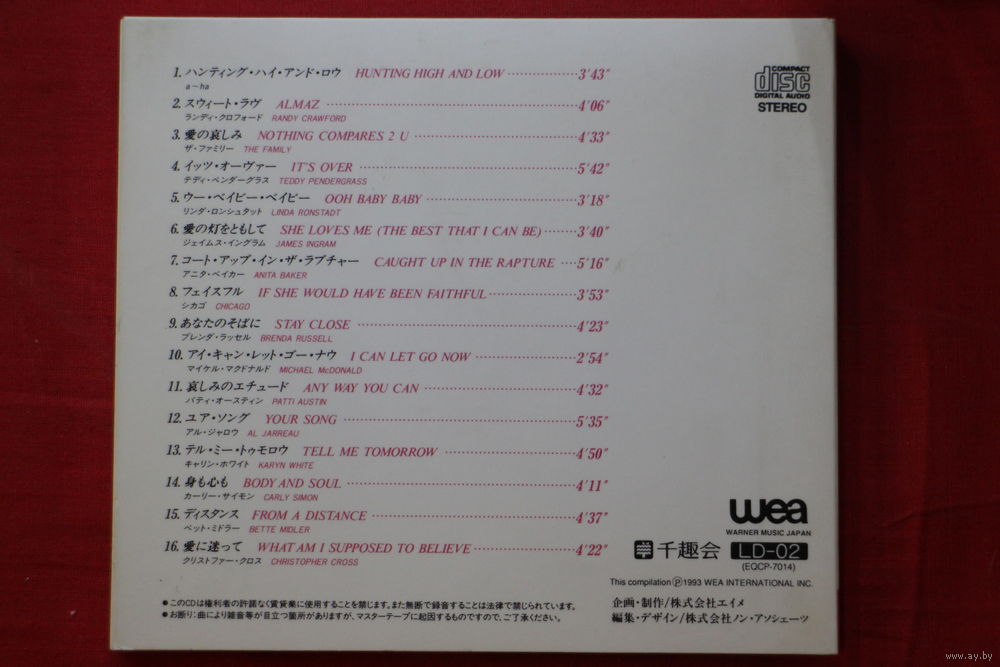 1. ハンティング・ハイ・アンド・ロウ HUNTING HIGH AND LOW ··············3'43"
a-ha
2. スウィート・ラヴ ALMAZ ··············4'06"
ランディ・クロフォード RANDY CRAWFORD
3. 愛の哀しみ NOTHING COMPARES 2 U ··············4'33"
ザ・ファミリー THE FAMILY
4. イッツ・オーヴァー IT'S OVER ··············5'42"
テディ・ペンダーグラス TEDDY PENDERGRASS
5. ウー・ベイビー・ベイビー OOH BABY BABY ··············3'18"
リンダ・ロンシュタット LINDA RONSTADT
6. 愛の灯をともして SHE LOVES ME (THE BEST THAT I CAN BE)········3'40"
ジェイムス・イングラム JAMES INGRAM
7. コート・アップ・イン・ザ・ラプチャー CAUGHT UP IN THE RAPTURE ····5'16"
アニタ・ベイカー ANITA BAKER
8. フェイスフル IF SHE WOULD HAVE BEEN FAITHFUL··············3'53"
シカゴ CHICAGO
9. あなたのそばに STAY CLOSE ··············4'23"
ブレンダ・ラッセル BRENDA RUSSELL
10. アイ・キャン・レット・ゴー・ナウ I CAN LET GO NOW ··············2'54"
マイケル・マクドナルド MICHAEL McDONALD
11. 哀しみのエチュード ANY WAY YOU CAN ··············4'32"
パティ・オースティン PATTI AUSTIN
12. ユア・ソング YOUR SONG ··············5'35"
アル・ジャロウ AL JARREAU
13. テル・ミー・トゥモロウ TELL ME TOMORROW ··············4'50"
キャリン・ホワイト KARYN WHITE
14. 身も心も BODY AND SOUL ··············4'11"
カーリー・サイモン CARLY SIMON
15. ディスタンス FROM A DISTANCE ··············4'37"
ベット・ミドラー BETTE MIDLER
16. 愛に迷って WHAT AM I SUPPOSED TO BELIEVE ··············4'22"
クリストファー・クロス CHRISTOPHER CROSS
COMPACT
disc
DIGITAL AUDIO
STEREO
wea
WARNER MUSIC JAPAN
千趣会 LD-02
(EQCP-7014)
This compilation Ⓟ1993 WEA INTERNATIONAL INC.
●このCDは権利者の許諾なく賃貸業に使用することを禁じます。また無断で録音することは法律で禁じられています。
●お断り:曲により雑音等が目立つ箇所がありますが、マスターテープに起因するものですので、ご了承ください。
企画・制作/株式会社エイメ
編集・デザイン/株式会社ノン・アソシェーツ
www.ay.by